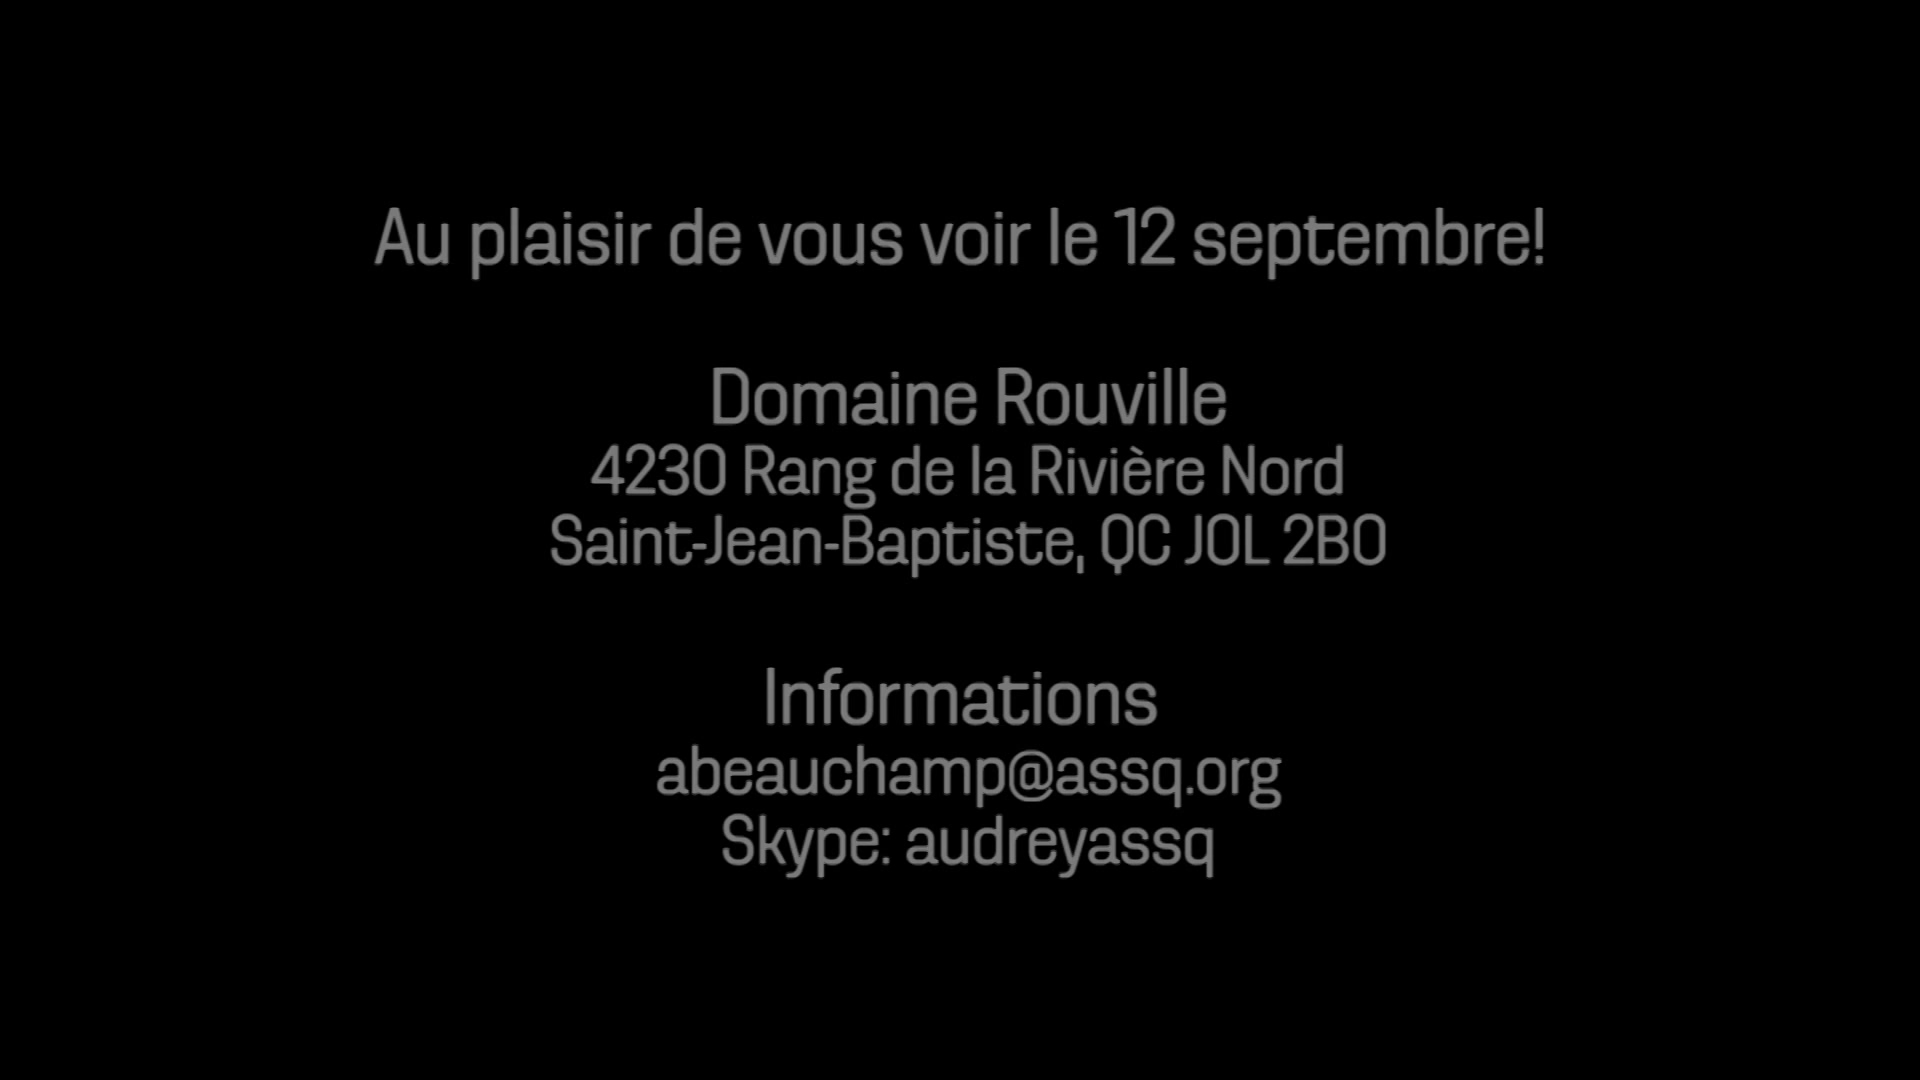 Au plaisir de vous voir le 12 septembre!
Domaine Rouville
4230 Rang de la Rivière Nord
Saint-Jean-Baptiste, QC J0L 2B0
Informations
abeauchamp@assq.org
Skype: audreyassq